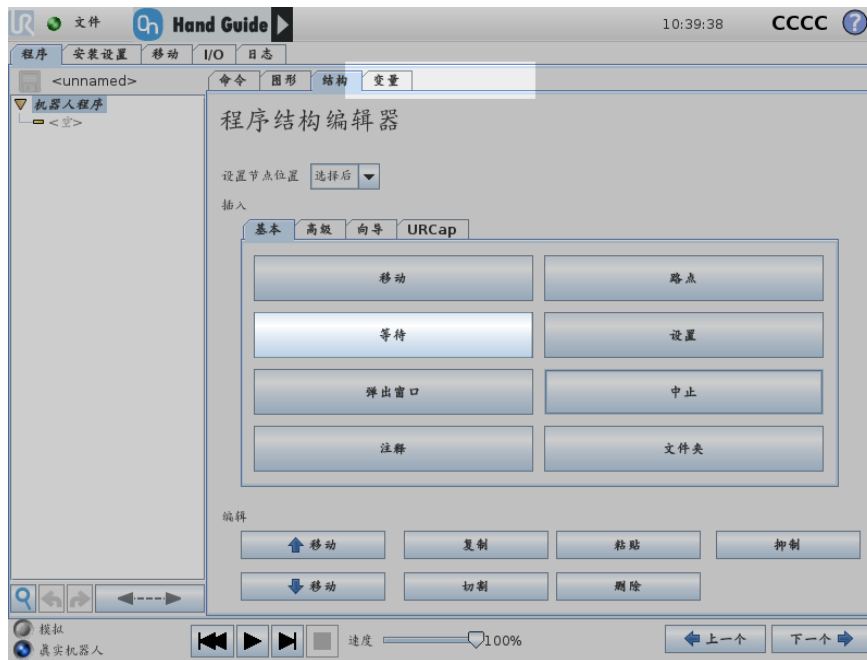 UR 文件 On Hand Guide 10:39:38 CCCC ?
程序 安装设置 移动 I/O 日志
<unnamed> 命令 图形 结构 变量
机器人程序
<空>
程序结构编辑器
设置节点位置 选择后
插入
基本 高级 向导 URCap
移动 路点
等待 设置
弹出窗口 中止
注释 文件夹
编辑
移动 复制 粘贴 抑制
移动 切割 删除
模拟
真实机器人
速度 100% 上一个 下一个